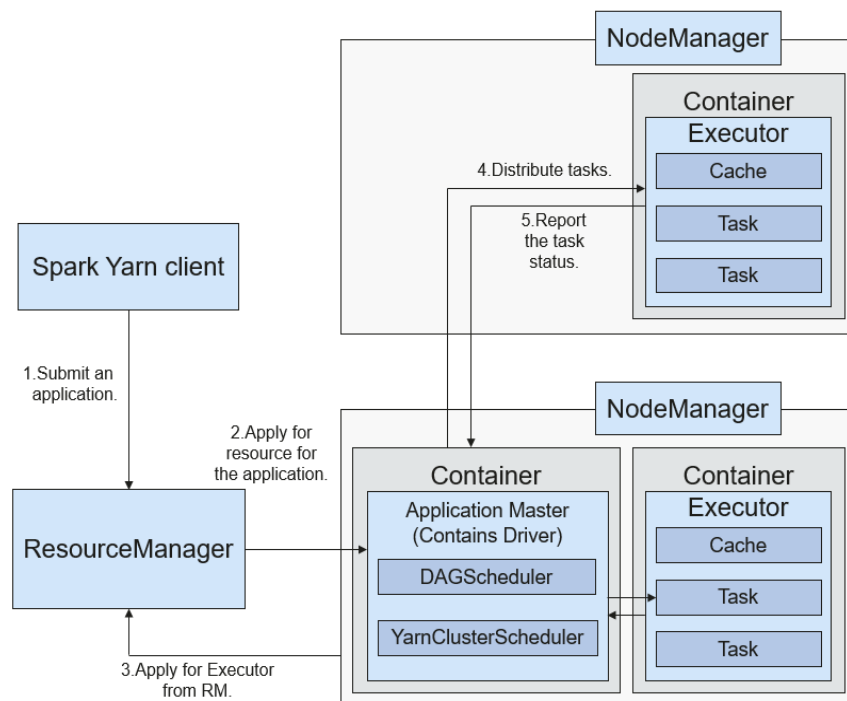 NodeManager
Container
Executor
Cache
Task
Task
4.Distribute tasks.
5.Report
the task
status.
Spark Yarn client
1.Submit an
application.
2.Apply for
resource for
the application.
ResourceManager
3.Apply for Executor
from RM.
NodeManager
Container
Application Master
(Contains Driver)
DAGScheduler
YarnClusterScheduler
Container
Executor
Cache
Task
Task